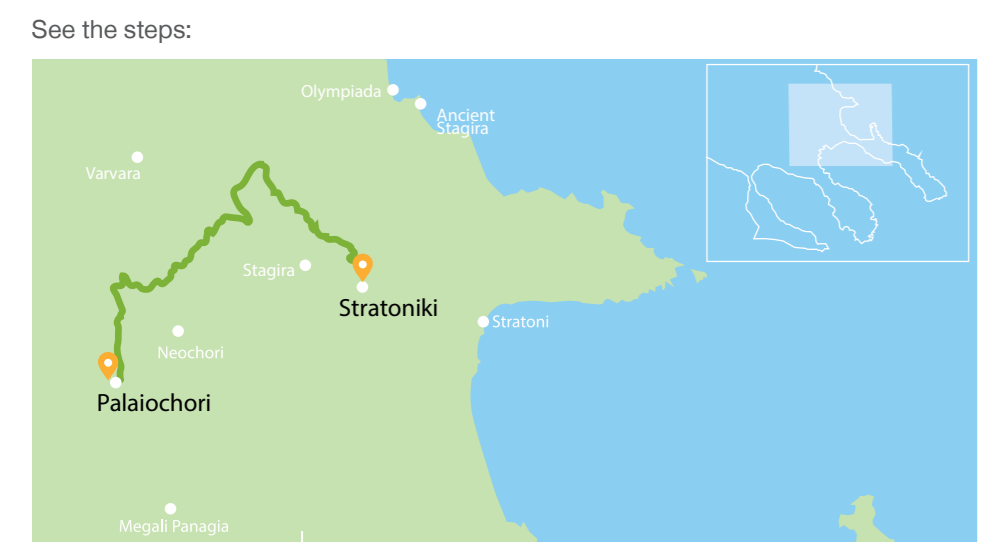 See the steps:
Olympiada
Ancient
Stagira
Varvara
Stagira
Stratoniki
Stratoni
Neochori
Palaiochori
Megali Panagia